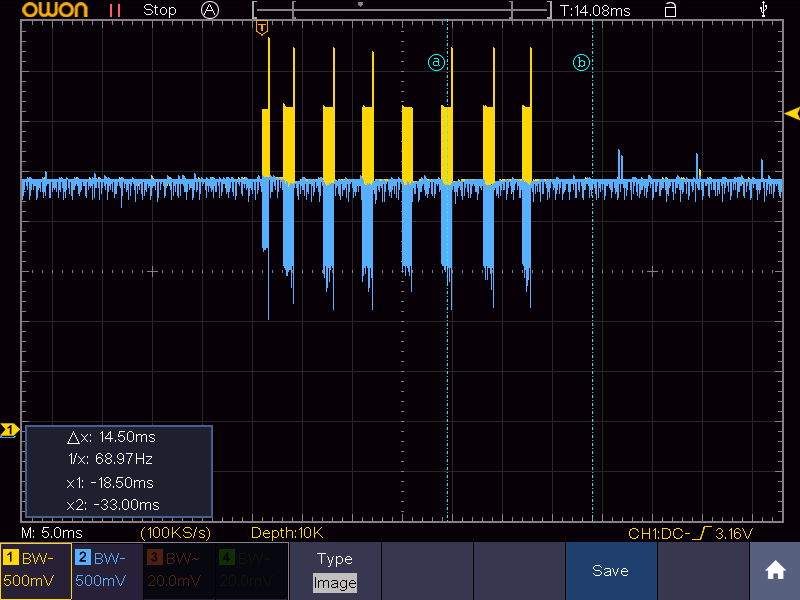 OWON Stop A T:14.08ms
T
a b
1
△x: 14.50ms
1/x: 68.97Hz
x1: -18.50ms
x2: -33.00ms
M: 5.0ms (100KS/s) Depth:10K CH1:DC- 3.16V
1 BW~ 2 BW~ 3 BW~ 4 BW~ Type
500mV 500mV 20.0mV 20.0mV Image Save